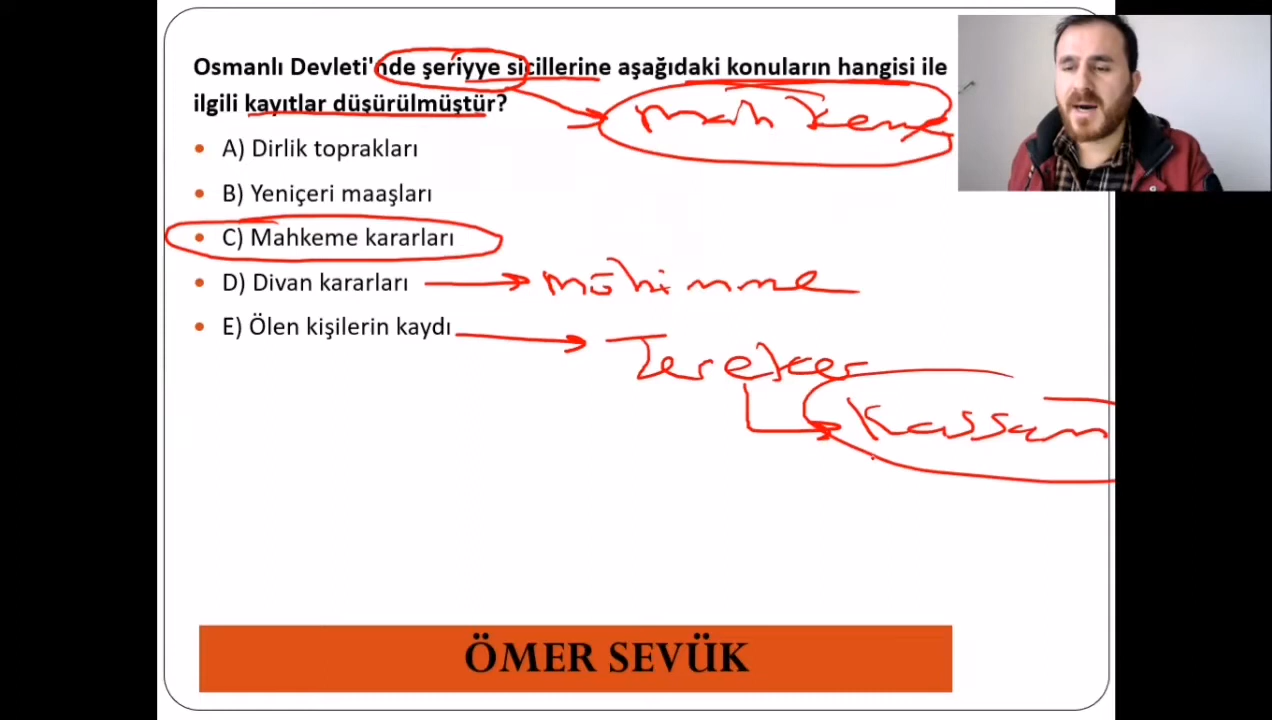 Osmanlı Devleti'nde şeriyye sicillerine aşağıdaki konuların hangisi ile
ilgili kayıtlar düşürülmüştür?
mahkeme
• A) Dirlik toprakları
• B) Yeniçeri maaşları
• C) Mahkeme kararları
• D) Divan kararları
mühimme
• E) Ölen kişilerin kaydı
Kassam
ÖMER SEVÜK